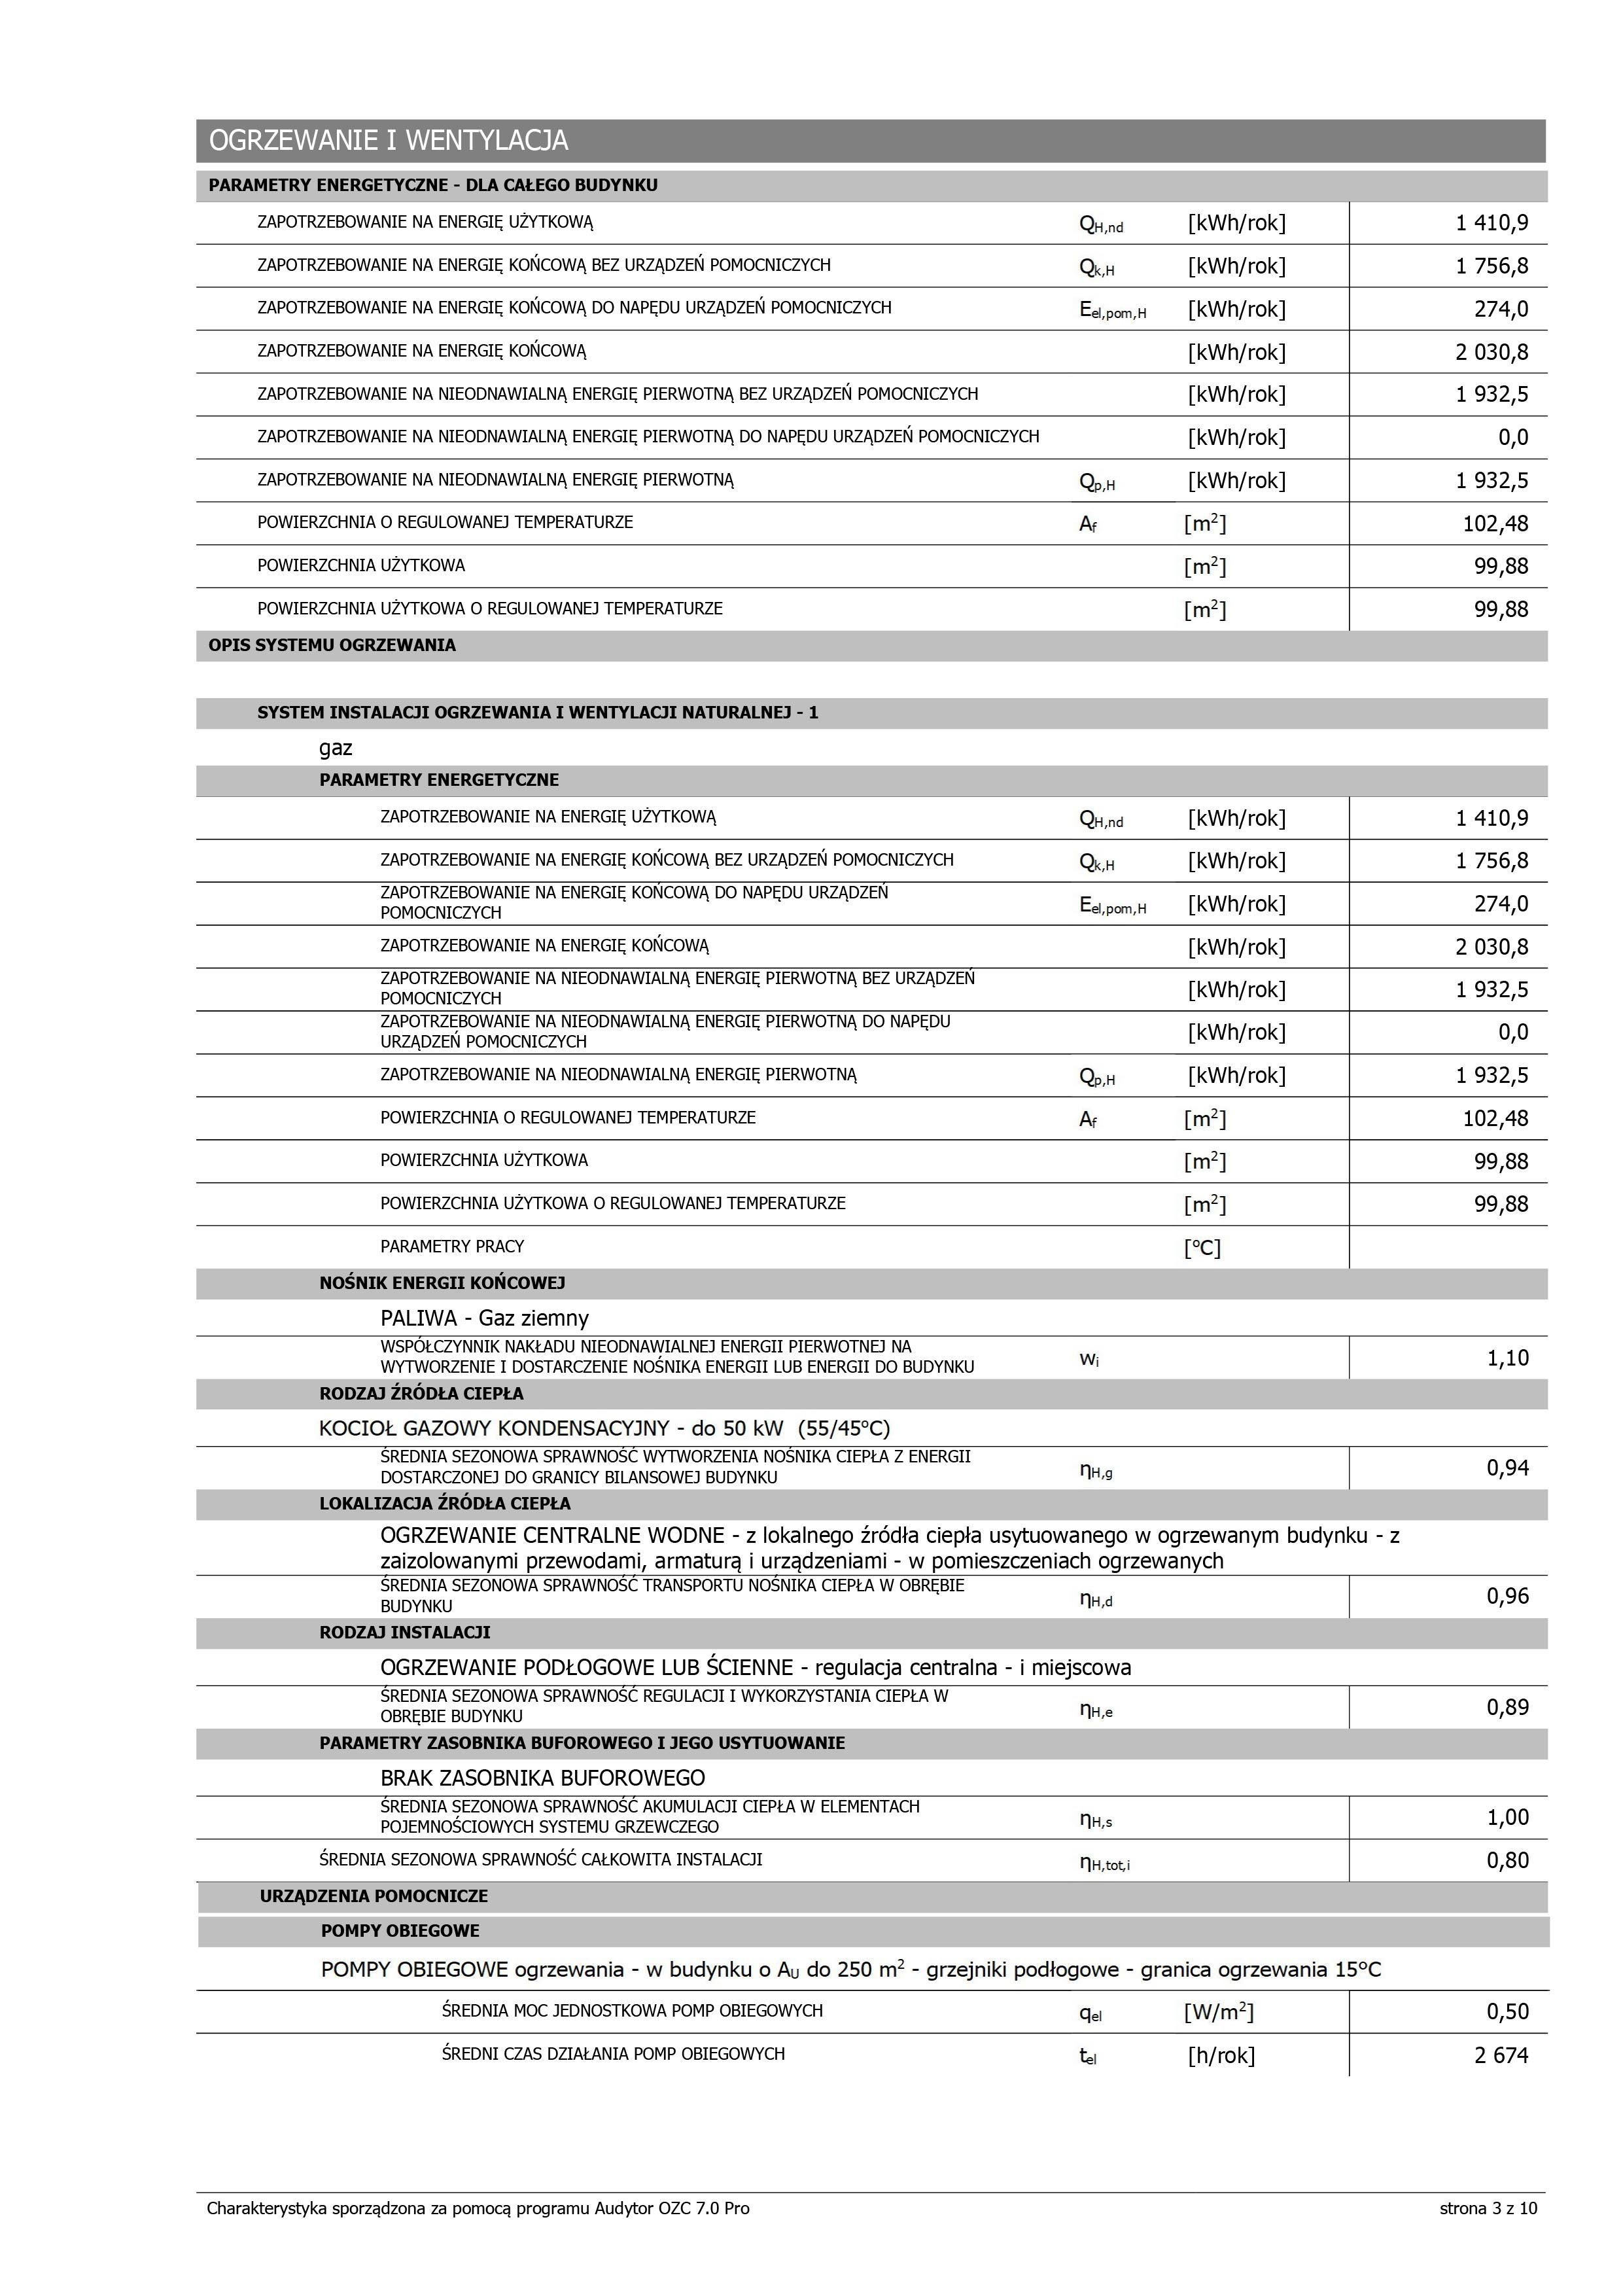 OGRZEWANIE I WENTYLACJA
PARAMETRY ENERGETYCZNE - DLA CAŁEGO BUDYNKU
ZAPOTRZEBOWANIE NA ENERGIĘ UŻYTKOWĄ QH,nd [kWh/rok] 1 410,9
ZAPOTRZEBOWANIE NA ENERGIĘ KOŃCOWĄ BEZ URZĄDZEŃ POMOCNICZYCH Qk,H [kWh/rok] 1 756,8
ZAPOTRZEBOWANIE NA ENERGIĘ KOŃCOWĄ DO NAPĘDU URZĄDZEŃ POMOCNICZYCH Eel,pom,H [kWh/rok] 274,0
ZAPOTRZEBOWANIE NA ENERGIĘ KOŃCOWĄ [kWh/rok] 2 030,8
ZAPOTRZEBOWANIE NA NIEODNAWIALNĄ ENERGIĘ PIERWOTNĄ BEZ URZĄDZEŃ POMOCNICZYCH [kWh/rok] 1 932,5
ZAPOTRZEBOWANIE NA NIEODNAWIALNĄ ENERGIĘ PIERWOTNĄ DO NAPĘDU URZĄDZEŃ POMOCNICZYCH [kWh/rok] 0,0
ZAPOTRZEBOWANIE NA NIEODNAWIALNĄ ENERGIĘ PIERWOTNĄ Qp,H [kWh/rok] 1 932,5
POWIERZCHNIA O REGULOWANEJ TEMPERATURZE Af [m²] 102,48
POWIERZCHNIA UŻYTKOWA [m²] 99,88
POWIERZCHNIA UŻYTKOWA O REGULOWANEJ TEMPERATURZE [m²] 99,88
OPIS SYSTEMU OGRZEWANIA
SYSTEM INSTALACJI OGRZEWANIA I WENTYLACJI NATURALNEJ - 1
gaz
PARAMETRY ENERGETYCZNE
ZAPOTRZEBOWANIE NA ENERGIĘ UŻYTKOWĄ QH,nd [kWh/rok] 1 410,9
ZAPOTRZEBOWANIE NA ENERGIĘ KOŃCOWĄ BEZ URZĄDZEŃ POMOCNICZYCH Qk,H [kWh/rok] 1 756,8
ZAPOTRZEBOWANIE NA ENERGIĘ KOŃCOWĄ DO NAPĘDU URZĄDZEŃ
POMOCNICZYCH Eel,pom,H [kWh/rok] 274,0
ZAPOTRZEBOWANIE NA ENERGIĘ KOŃCOWĄ [kWh/rok] 2 030,8
ZAPOTRZEBOWANIE NA NIEODNAWIALNĄ ENERGIĘ PIERWOTNĄ BEZ URZĄDZEŃ
POMOCNICZYCH [kWh/rok] 1 932,5
ZAPOTRZEBOWANIE NA NIEODNAWIALNĄ ENERGIĘ PIERWOTNĄ DO NAPĘDU
URZĄDZEŃ POMOCNICZYCH [kWh/rok] 0,0
ZAPOTRZEBOWANIE NA NIEODNAWIALNĄ ENERGIĘ PIERWOTNĄ Qp,H [kWh/rok] 1 932,5
POWIERZCHNIA O REGULOWANEJ TEMPERATURZE Af [m²] 102,48
POWIERZCHNIA UŻYTKOWA [m²] 99,88
POWIERZCHNIA UŻYTKOWA O REGULOWANEJ TEMPERATURZE [m²] 99,88
PARAMETRY PRACY [ºC]
NOŚNIK ENERGII KOŃCOWEJ
PALIWA - Gaz ziemny
WSPÓŁCZYNNIK NAKŁADU NIEODNAWIALNEJ ENERGII PIERWOTNEJ NA
WYTWORZENIE I DOSTARCZENIE NOŚNIKA ENERGII LUB ENERGII DO BUDYNKU wi 1,10
RODZAJ ŹRÓDŁA CIEPŁA
KOCIOŁ GAZOWY KONDENSACYJNY - do 50 kW (55/45ºC)
ŚREDNIA SEZONOWA SPRAWNOŚĆ WYTWORZENIA NOŚNIKA CIEPŁA Z ENERGII
DOSTARCZONEJ DO GRANICY BILANSOWEJ BUDYNKU ηH,g 0,94
LOKALIZACJA ŹRÓDŁA CIEPŁA
OGRZEWANIE CENTRALNE WODNE - z lokalnego źródła ciepła usytuowanego w ogrzewanym budynku - z
zaizolowanymi przewodami, armaturą i urządzeniami - w pomieszczeniach ogrzewanych
ŚREDNIA SEZONOWA SPRAWNOŚĆ TRANSPORTU NOŚNIKA CIEPŁA W OBRĘBIE
BUDYNKU ηH,d 0,96
RODZAJ INSTALACJI
OGRZEWANIE PODŁOGOWE LUB ŚCIENNE - regulacja centralna - i miejscowa
ŚREDNIA SEZONOWA SPRAWNOŚĆ REGULACJI I WYKORZYSTANIA CIEPŁA W
OBRĘBIE BUDYNKU ηH,e 0,89
PARAMETRY ZASOBNIKA BUFOROWEGO I JEGO USYTUOWANIE
BRAK ZASOBNIKA BUFOROWEGO
ŚREDNIA SEZONOWA SPRAWNOŚĆ AKUMULACJI CIEPŁA W ELEMENTACH
POJEMNOŚCIOWYCH SYSTEMU GRZEWCZEGO ηH,s 1,00
ŚREDNIA SEZONOWA SPRAWNOŚĆ CAŁKOWITA INSTALACJI ηH,tot,i 0,80
URZĄDZENIA POMOCNICZE
POMPY OBIEGOWE
POMPY OBIEGOWE ogrzewania - w budynku o AU do 250 m² - grzejniki podłogowe - granica ogrzewania 15°C
ŚREDNIA MOC JEDNOSTKOWA POMP OBIEGOWYCH qel [W/m²] 0,50
ŚREDNI CZAS DZIAŁANIA POMP OBIEGOWYCH tel [h/rok] 2 674
Charakterystyka sporządzona za pomocą programu Audytor OZC 7.0 Pro strona 3 z 10